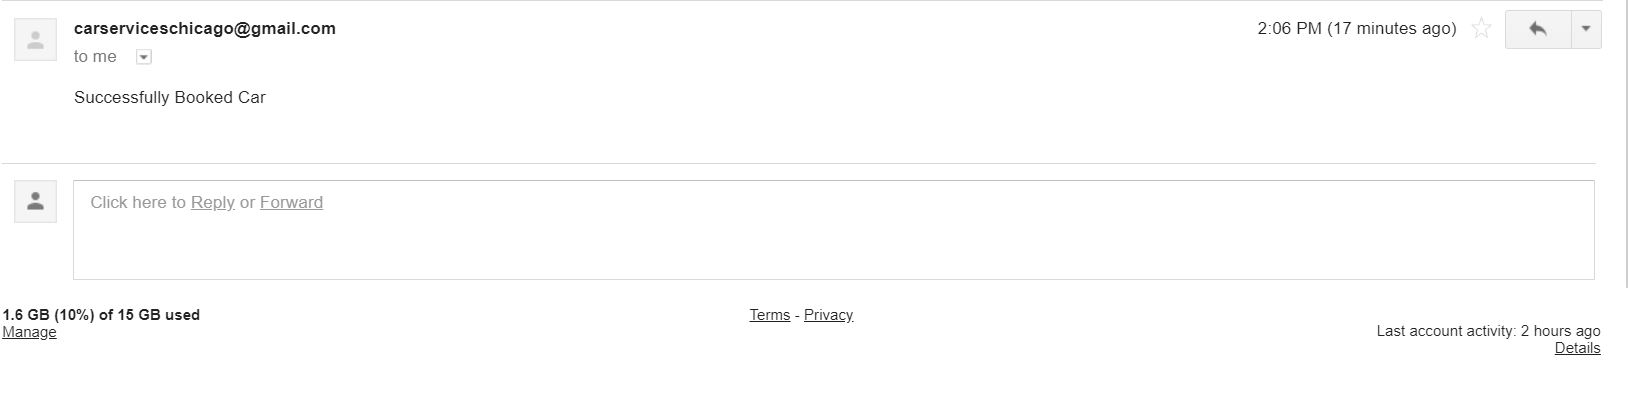 carserviceschicago@gmail.com
2:06 PM (17 minutes ago)
to me
Successfully Booked Car
Click here to Reply or Forward
1.6 GB (10%) of 15 GB used
Manage
Terms - Privacy
Last account activity: 2 hours ago
Details